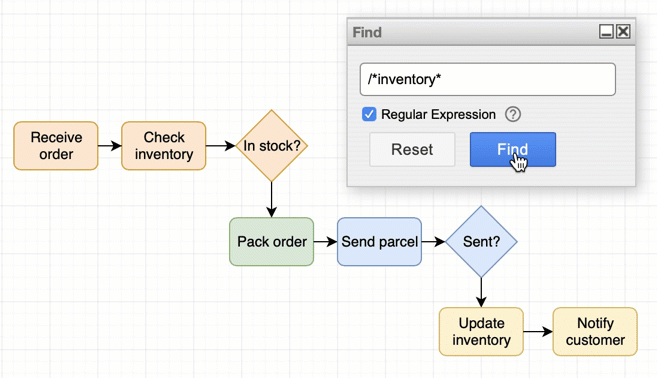 Find
/*inventory*
Regular Expression ?
Reset
Find
Receive
order
Check
inventory
In stock?
Pack order
Send parcel
Sent?
Update
inventory
Notify
customer